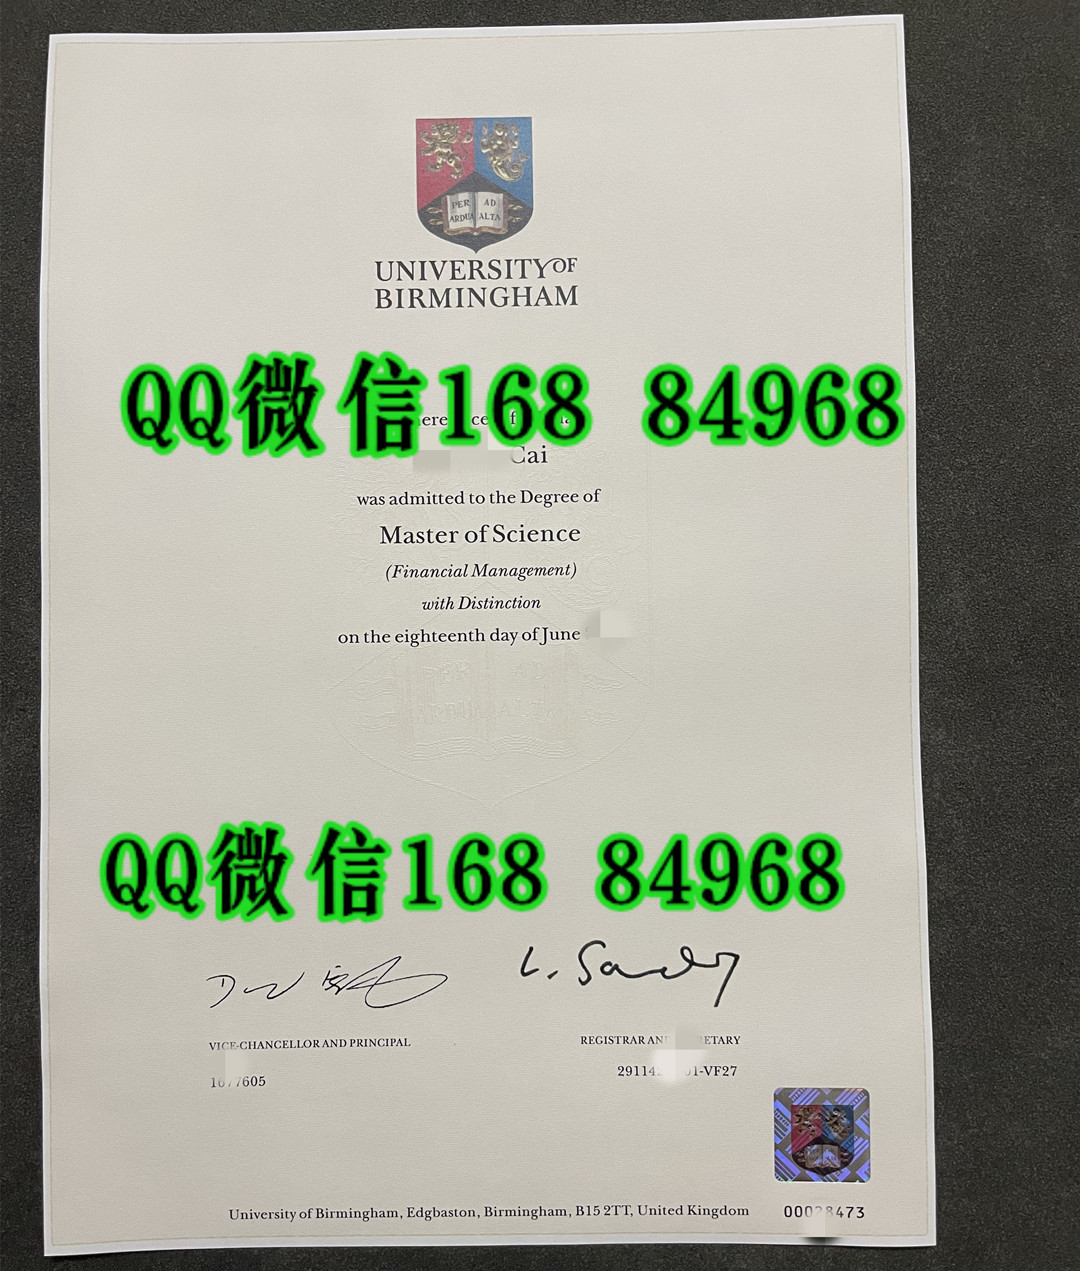 PER AD
ARDUA ALTA
UNIVERSITY OF
BIRMINGHAM
QQ微信168 84968
Cai
was admitted to the Degree of
Master of Science
(Financial Management)
with Distinction
on the eighteenth day of June
QQ微信168 84968
L. Sandy
VICE-CHANCELLOR AND PRINCIPAL
REGISTRAR AND
University of Birmingham, Edgbaston, Birmingham, B15 2TT, United Kingdom